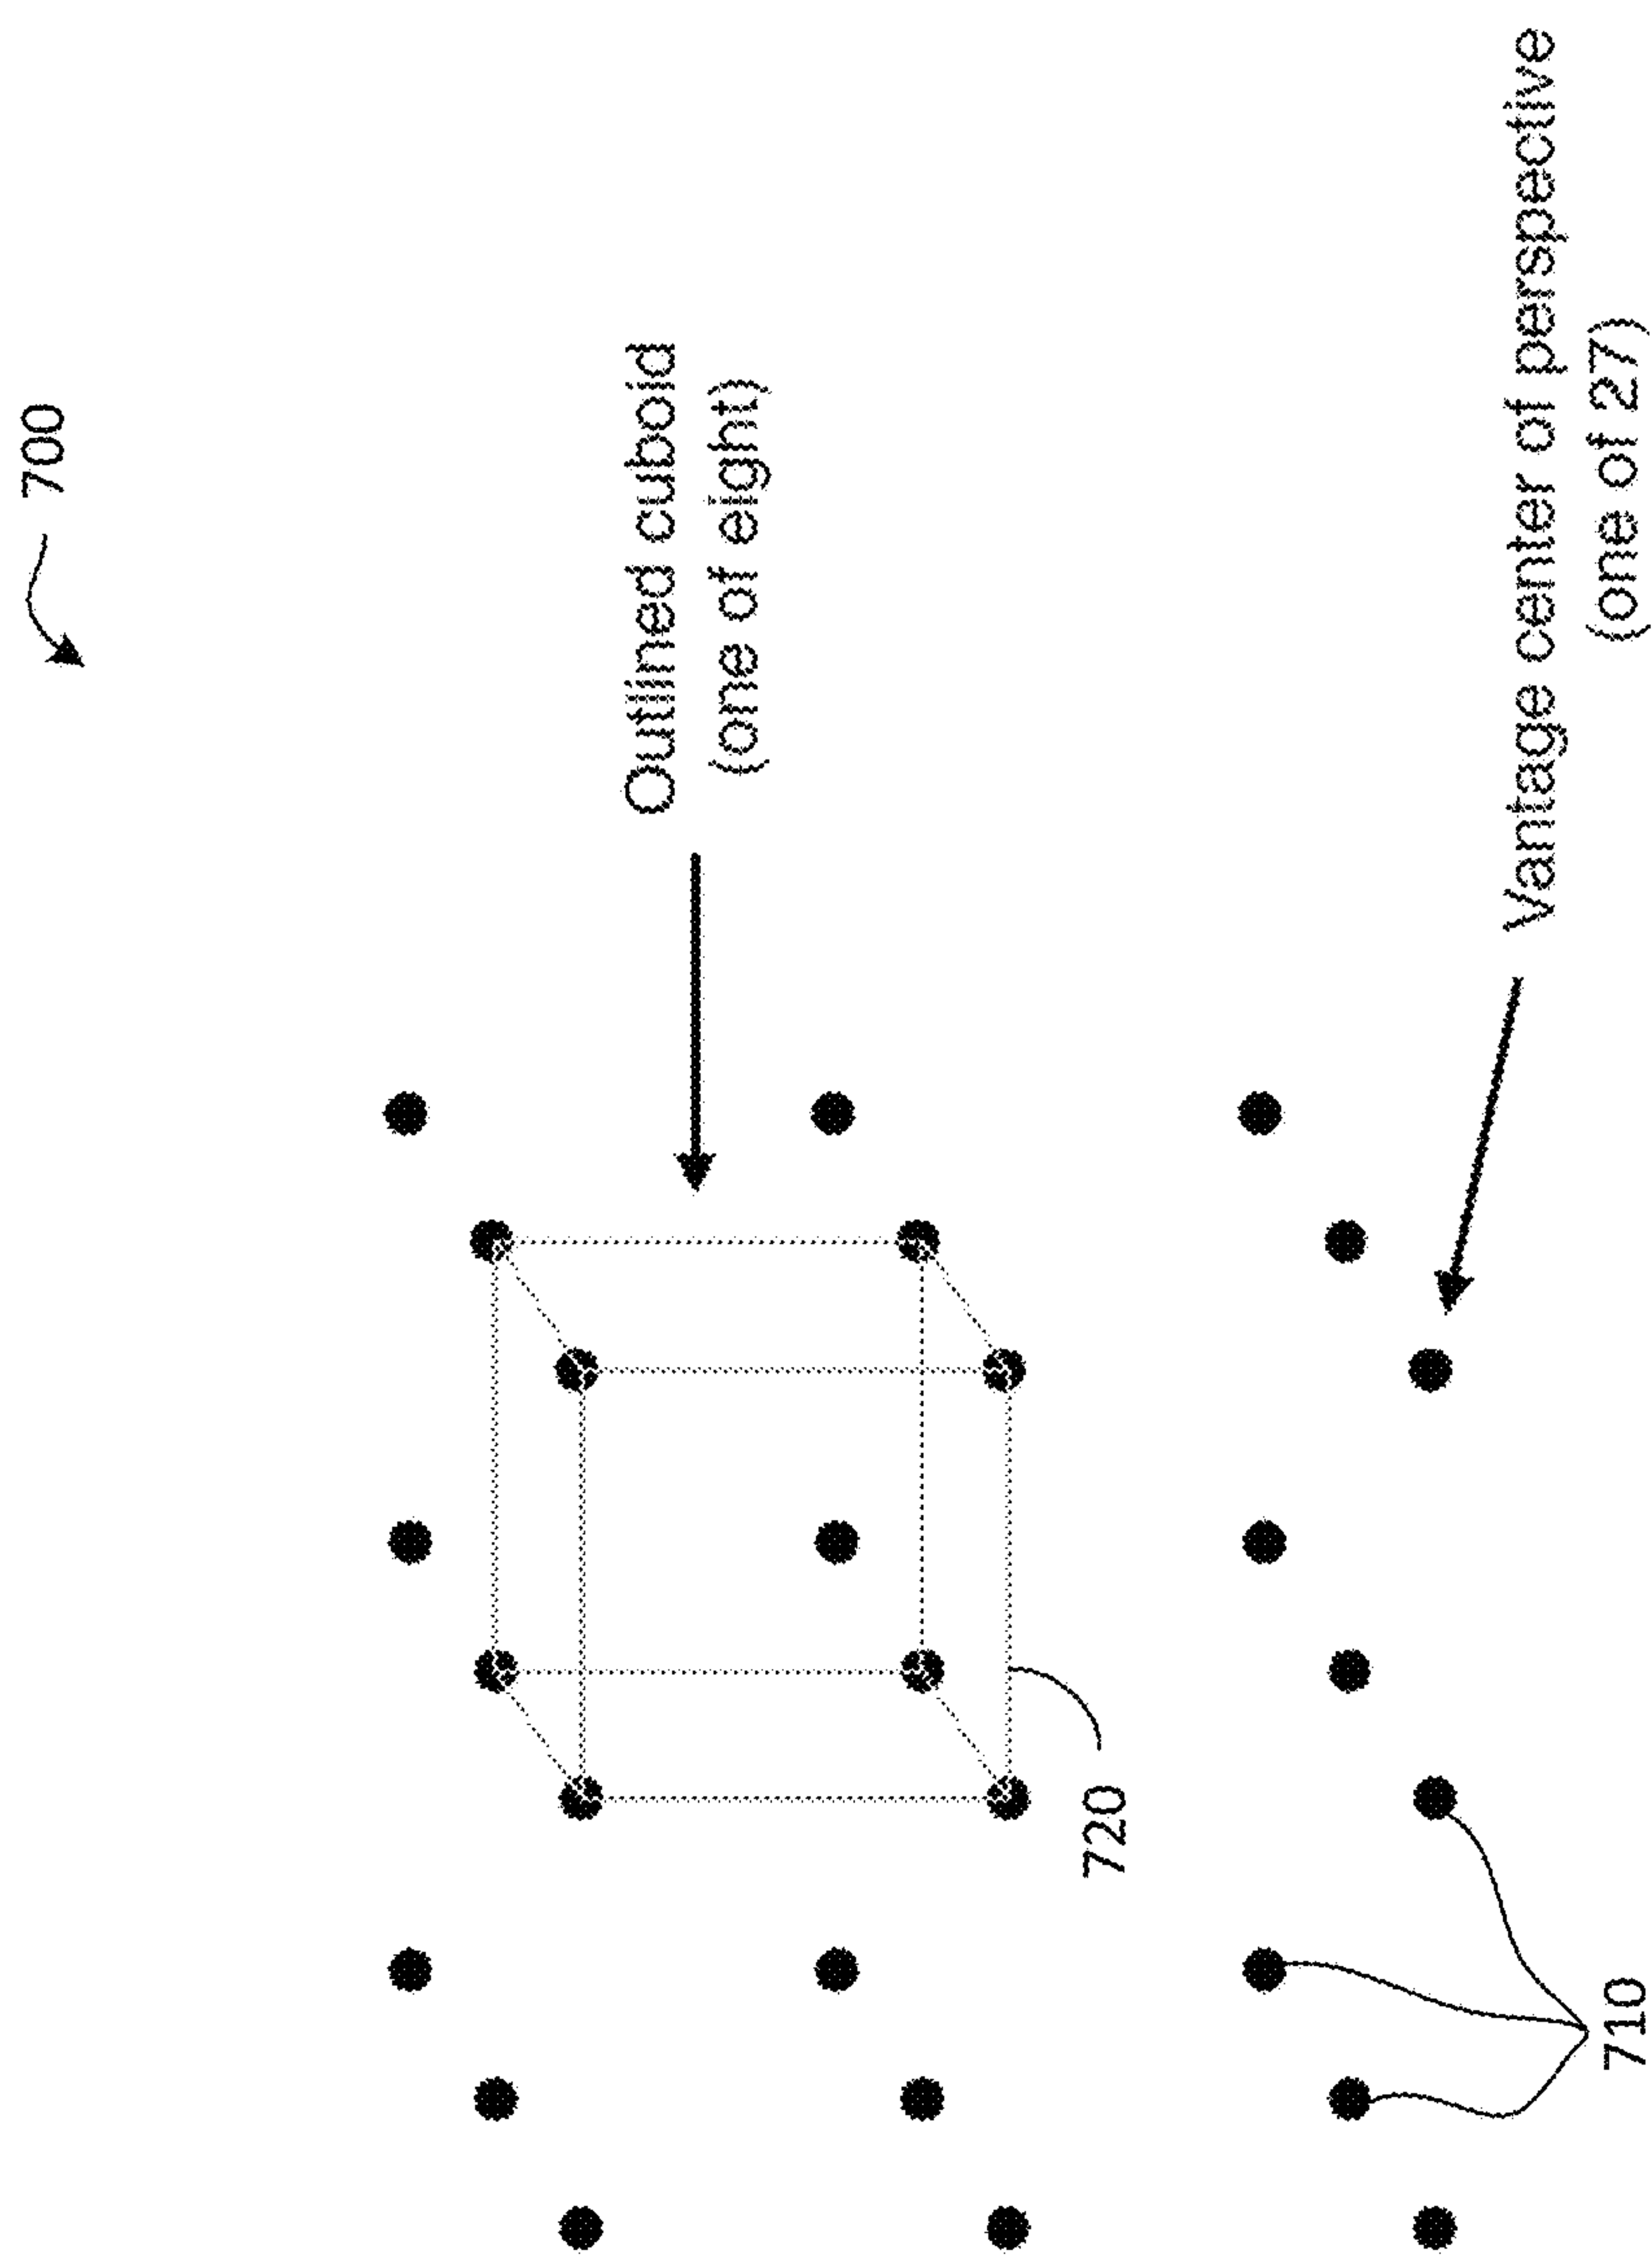 700
Outlined cuboid
(one of eight)
Vantage center of perspective
(one of 27)
720
710